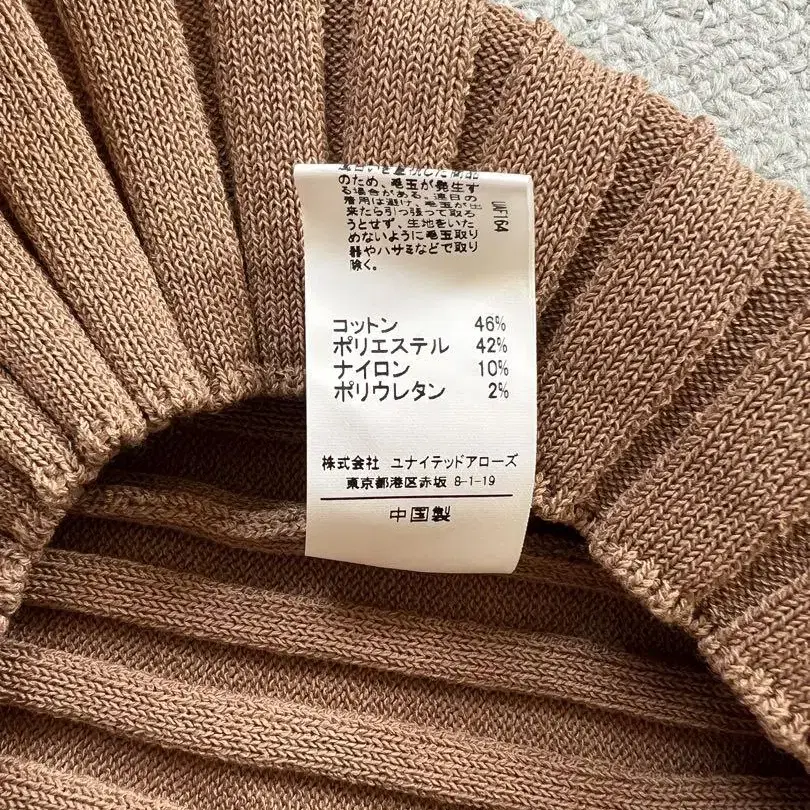 のため、毛玉が発生す
る場合がある。連日の
着用は避け、毛玉が出
来たら引っ張って取ろ
うとせず、生地をいた
めないように毛玉取り
器やハサミなどで取り
除く。
コットン 46%
ポリエステル 42%
ナイロン 10%
ポリウレタン 2%
株式会社 ユナイテッドアローズ
東京都港区赤坂 8-1-19
中国製